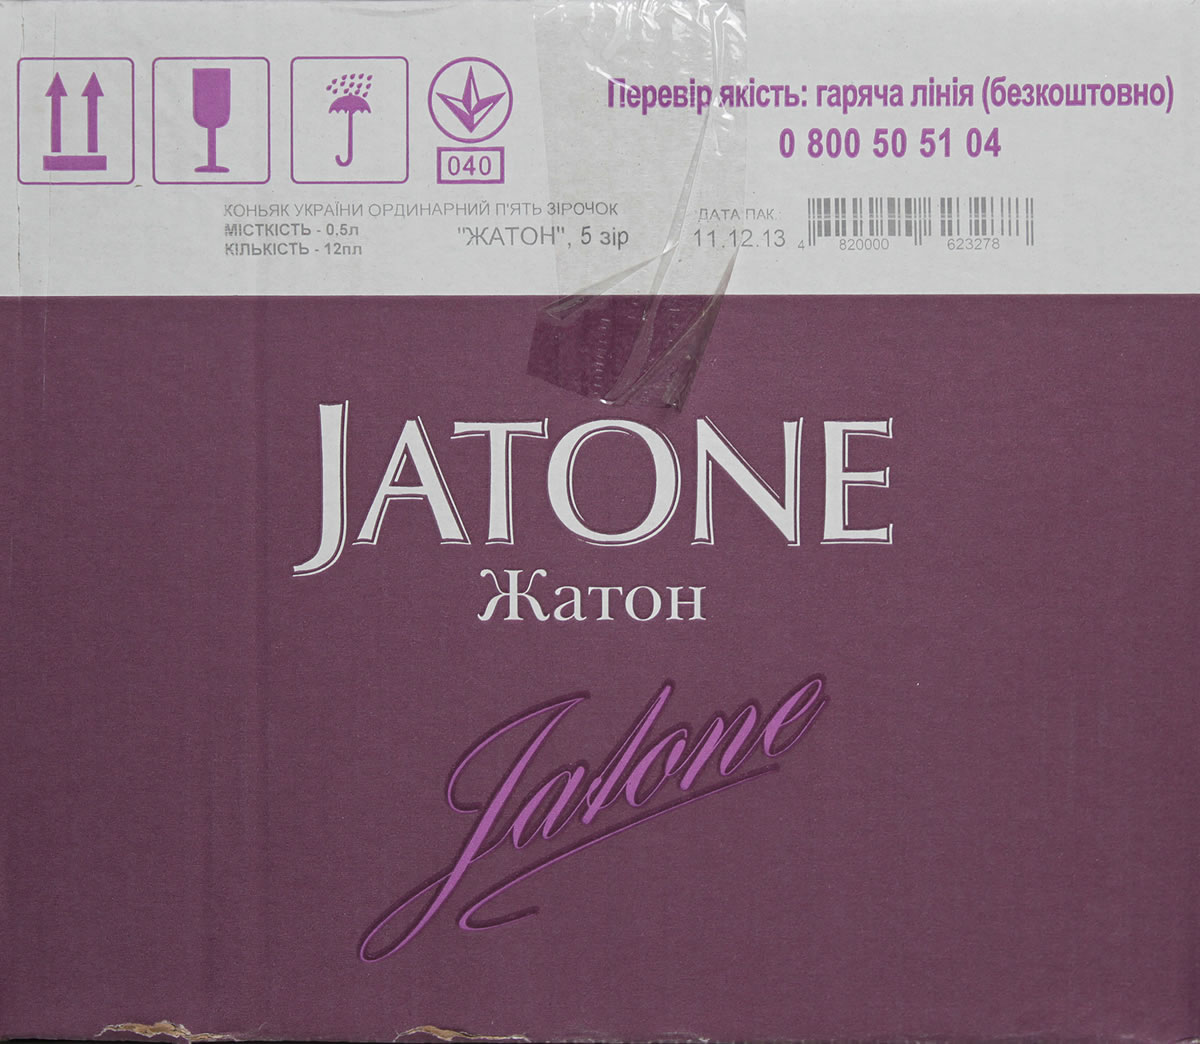 Перевір якість: гаряча лінія (безкоштовно)
0 800 50 51 04
040
КОНЬЯК УКРАЇНИ ОРДИНАРНИЙ П'ЯТЬ ЗІРОЧОК
МІСТКІСТЬ - 0,5л
КІЛЬКІСТЬ - 12пл
"ЖАТОН", 5 зір
ДАТА ПАК.:
11.12.13
4 820000 623278
JATONE
Жатон
Jatone